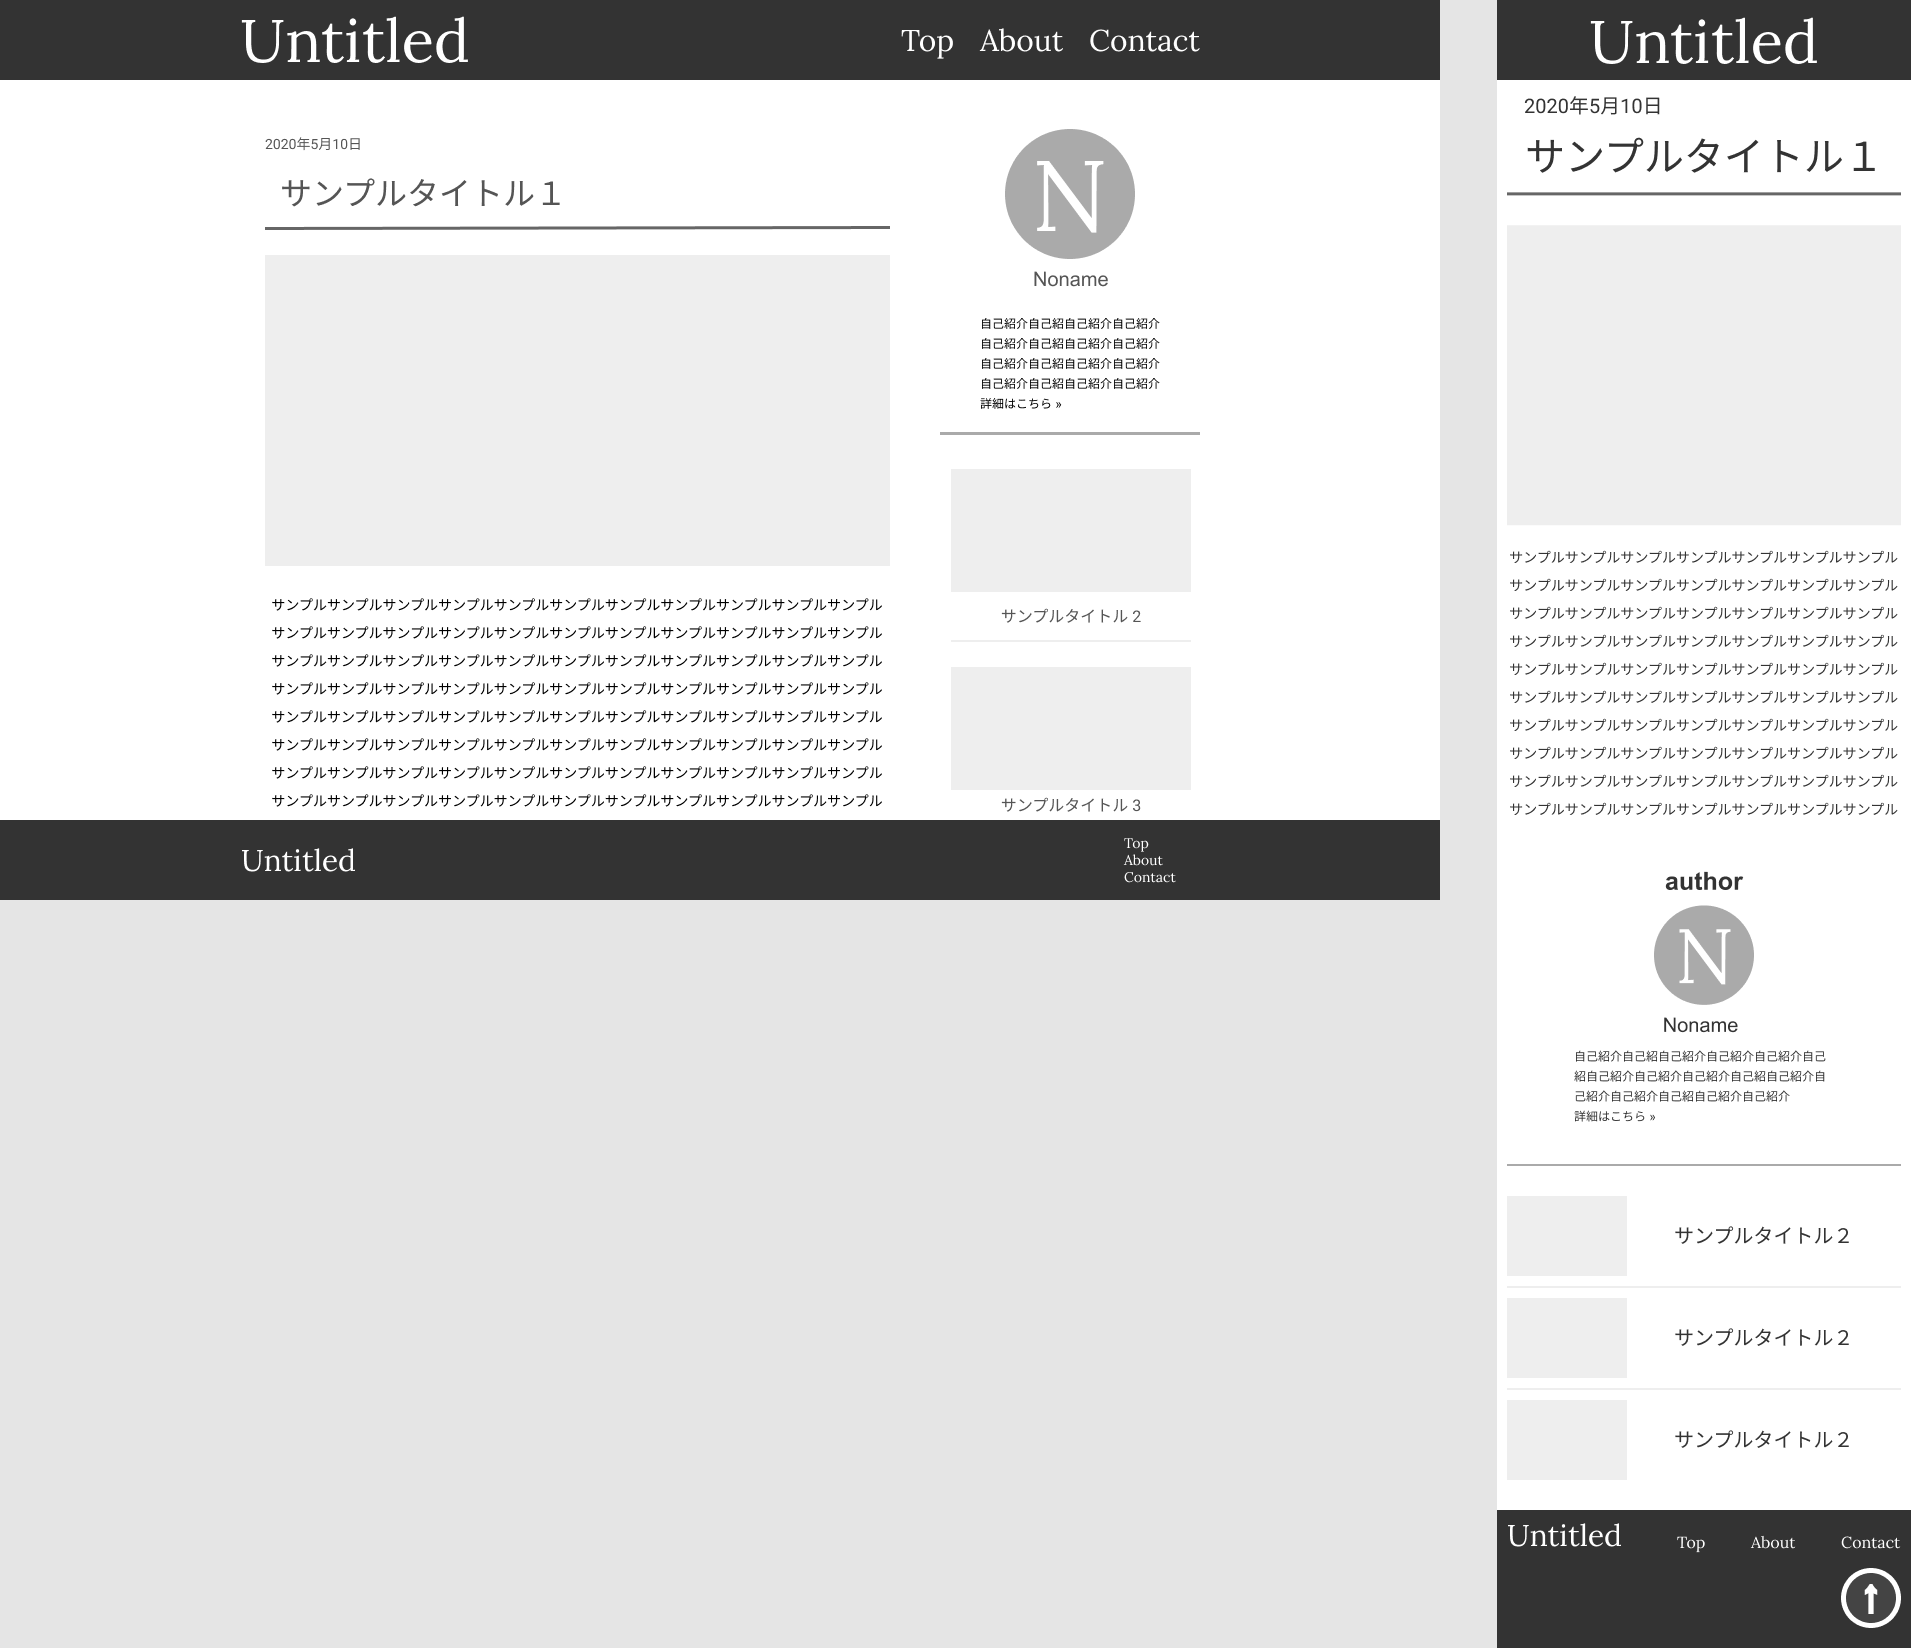 Untitled
Top About Contact
2020年5月10日
サンプルタイトル１
サンプルサンプルサンプルサンプルサンプルサンプルサンプルサンプルサンプルサンプルサンプル
サンプルサンプルサンプルサンプルサンプルサンプルサンプルサンプルサンプルサンプルサンプル
サンプルサンプルサンプルサンプルサンプルサンプルサンプルサンプルサンプルサンプルサンプル
サンプルサンプルサンプルサンプルサンプルサンプルサンプルサンプルサンプルサンプルサンプル
サンプルサンプルサンプルサンプルサンプルサンプルサンプルサンプルサンプルサンプルサンプル
サンプルサンプルサンプルサンプルサンプルサンプルサンプルサンプルサンプルサンプルサンプル
サンプルサンプルサンプルサンプルサンプルサンプルサンプルサンプルサンプルサンプルサンプル
サンプルサンプルサンプルサンプルサンプルサンプルサンプルサンプルサンプルサンプルサンプル
N
Noname
自己紹介自己紹自己紹介自己紹介
自己紹介自己紹自己紹介自己紹介
自己紹介自己紹自己紹介自己紹介
自己紹介自己紹自己紹介自己紹介
詳細はこちら »
サンプルタイトル 2
サンプルタイトル 3
Untitled
Top
About
Contact
Untitled
2020年5月10日
サンプルタイトル１
サンプルサンプルサンプルサンプルサンプルサンプルサンプル
サンプルサンプルサンプルサンプルサンプルサンプルサンプル
サンプルサンプルサンプルサンプルサンプルサンプルサンプル
サンプルサンプルサンプルサンプルサンプルサンプルサンプル
サンプルサンプルサンプルサンプルサンプルサンプルサンプル
サンプルサンプルサンプルサンプルサンプルサンプルサンプル
サンプルサンプルサンプルサンプルサンプルサンプルサンプル
サンプルサンプルサンプルサンプルサンプルサンプルサンプル
サンプルサンプルサンプルサンプルサンプルサンプルサンプル
サンプルサンプルサンプルサンプルサンプルサンプルサンプル
author
N
Noname
自己紹介自己紹自己紹介自己紹介自己紹介自己
紹自己紹介自己紹介自己紹介自己紹自己紹介自
己紹介自己紹介自己紹自己紹介自己紹介
詳細はこちら »
サンプルタイトル２
サンプルタイトル２
サンプルタイトル２
Untitled Top About Contact